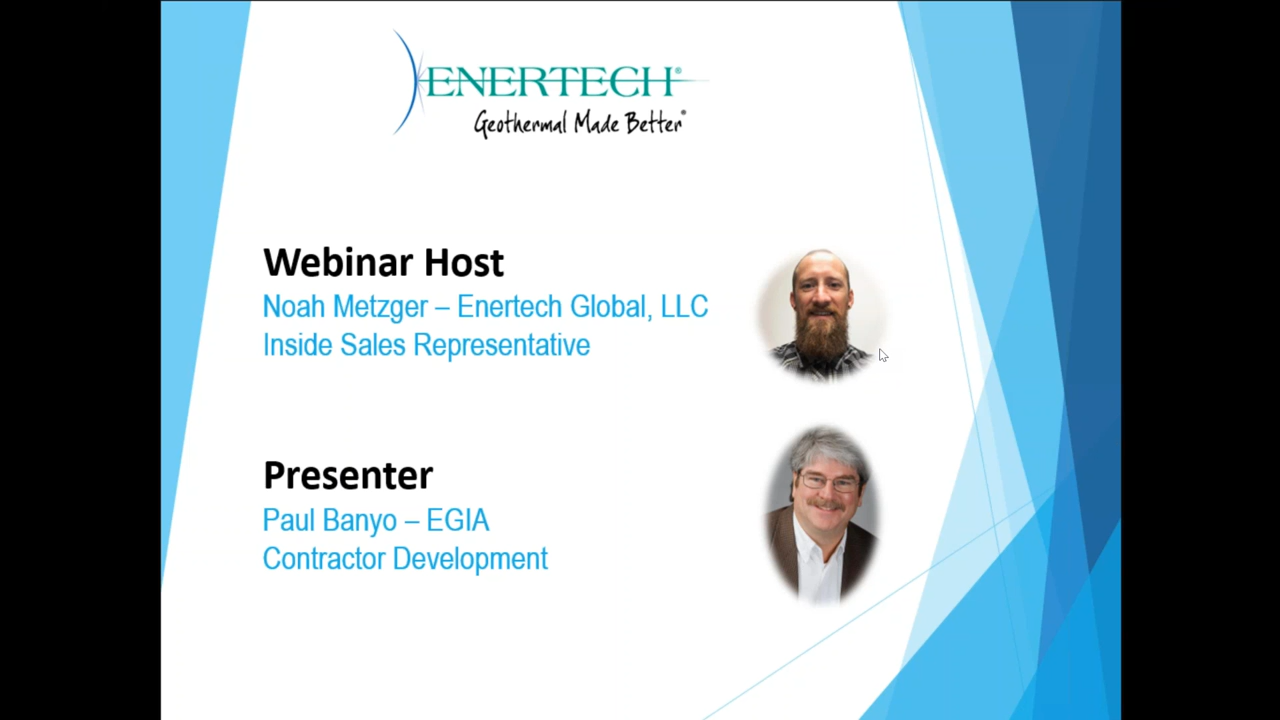 ENERTECH®
Geothermal Made Better®
Webinar Host
Noah Metzger – Enertech Global, LLC
Inside Sales Representative
Presenter
Paul Banyo – EGIA
Contractor Development